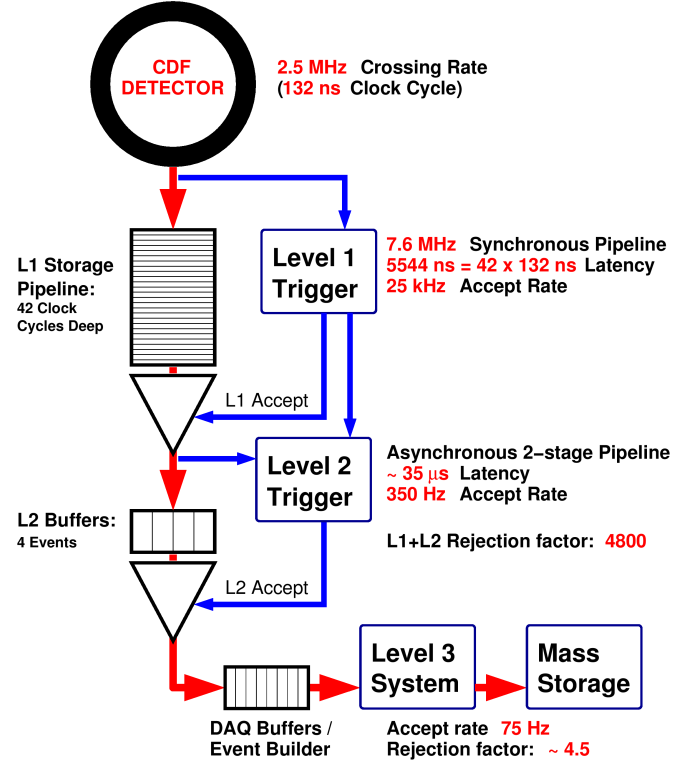 CDF
DETECTOR
2.5 MHz Crossing Rate
(132 ns Clock Cycle)
L1 Storage
Pipeline:
42 Clock
Cycles Deep
Level 1
Trigger
7.6 MHz Synchronous Pipeline
5544 ns = 42 x 132 ns Latency
25 kHz Accept Rate
L1 Accept
Level 2
Trigger
Asynchronous 2−stage Pipeline
~ 35 µs Latency
350 Hz Accept Rate
L2 Buffers:
4 Events
L1+L2 Rejection factor: 4800
L2 Accept
Level 3
System
Mass
Storage
DAQ Buffers /
Event Builder
Accept rate 75 Hz
Rejection factor: ~ 4.5